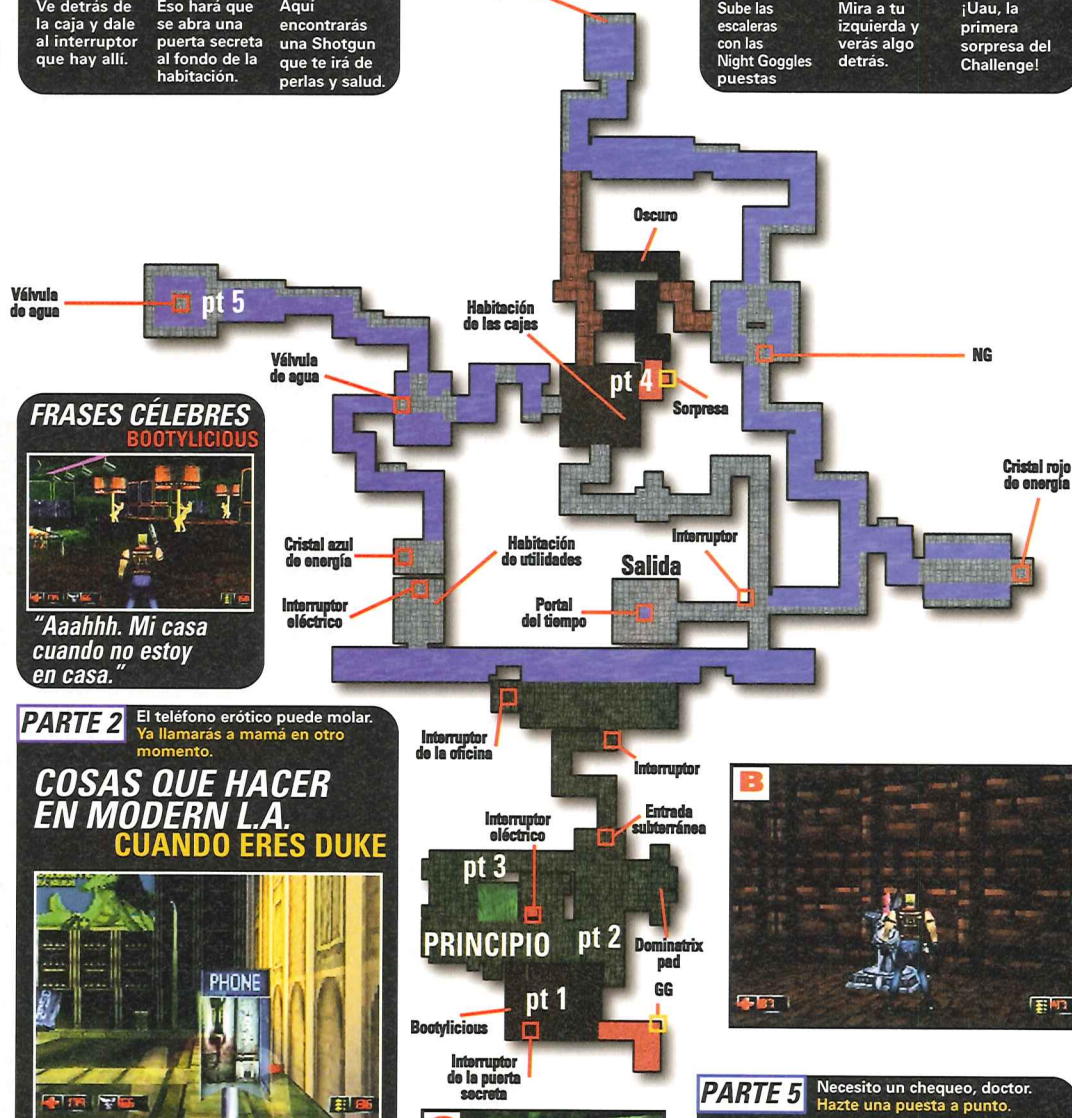 Ve detrás de
la caja y dale
al interruptor
que hay allí.
Eso hará que
se abra una
puerta secreta
al fondo de la
habitación.
Aquí
encontrarás
una Shotgun
que te irá de
perlas y salud.
Sube las
escaleras
con las
Night Goggles
puestas
Mira a tu
izquierda y
verás algo
detrás.
¡Uau, la
primera
sorpresa del
Challenge!
Oscuro
Válvula
de agua
pt 5
Habitación
de las cajas
Válvula
de agua
NG
pt 4
Sorpresa
FRASES CÉLEBRES
BOOTYLICIOUS
"Aaahhh. Mi casa
cuando no estoy
en casa."
Cristal rojo
de energía
Cristal azul
de energía
Habitación
de utilidades
Interruptor
Salida
Interruptor
eléctrico
Portal
del tiempo
PARTE 2
El teléfono erótico puede molar.
Ya llamarás a mamá en otro
momento.
COSAS QUE HACER
EN MODERN L.A.
CUANDO ERES DUKE
PHONE
Interruptor
de la oficina
Interruptor
Interruptor
eléctrico
Entrada
subterránea
pt 3
PRINCIPIO
pt 2
Dominatrix
pad
GG
pt 1
Bootylicious
Interruptor
de la puerta
secreta
B
PARTE 5
Necesito un chequeo, doctor.
Hazte una puesta a punto.